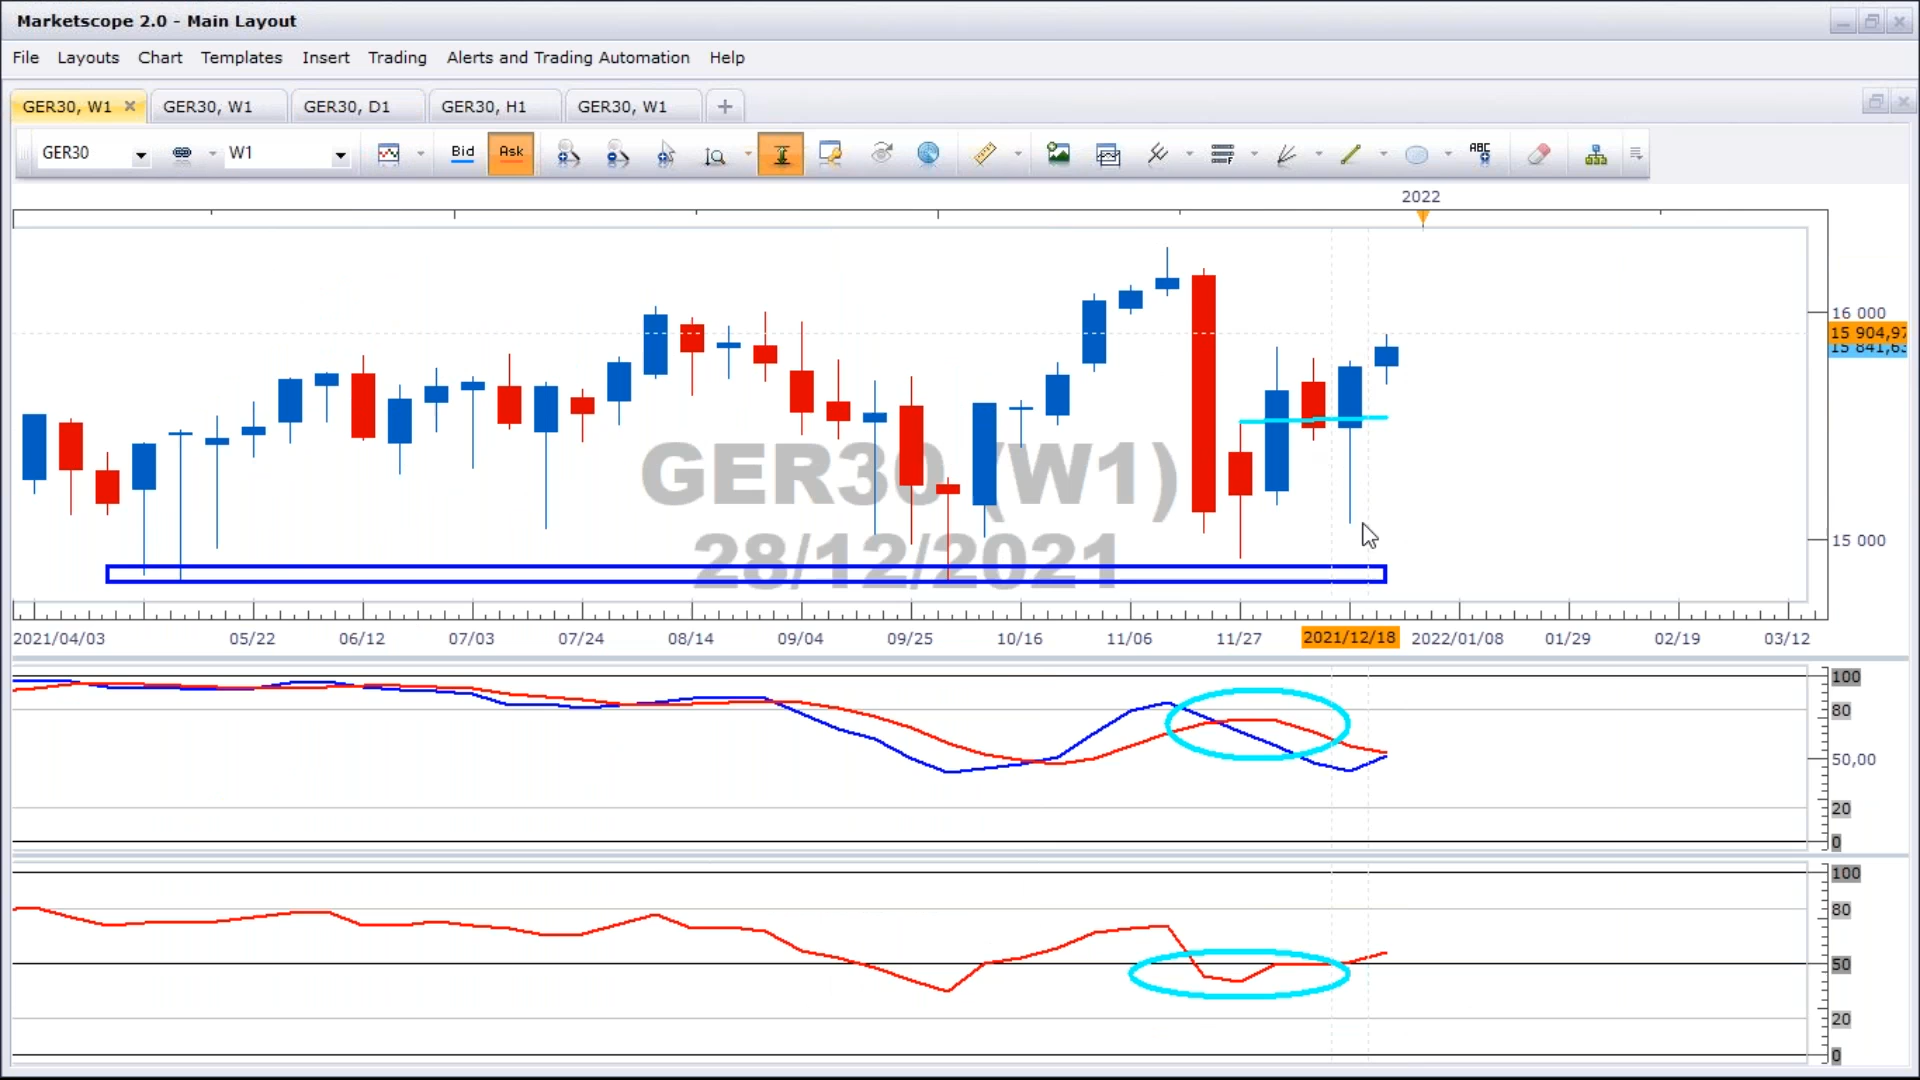 Marketscope 2.0 - Main Layout
File Layouts Chart Templates Insert Trading Alerts and Trading Automation Help
GER30, W1 GER30, W1 GER30, D1 GER30, H1 GER30, W1
GER30 W1 Bid Ask ABC
2022
16 000
15 904,97
15 841,63
GER30 (W1)
28/12/2021
15 000
2021/04/03 05/22 06/12 07/03 07/24 08/14 09/04 09/25 10/16 11/06 11/27 2021/12/18 2022/01/08 01/29 02/19 03/12
100
80
50,00
20
0
100
80
50
20
0